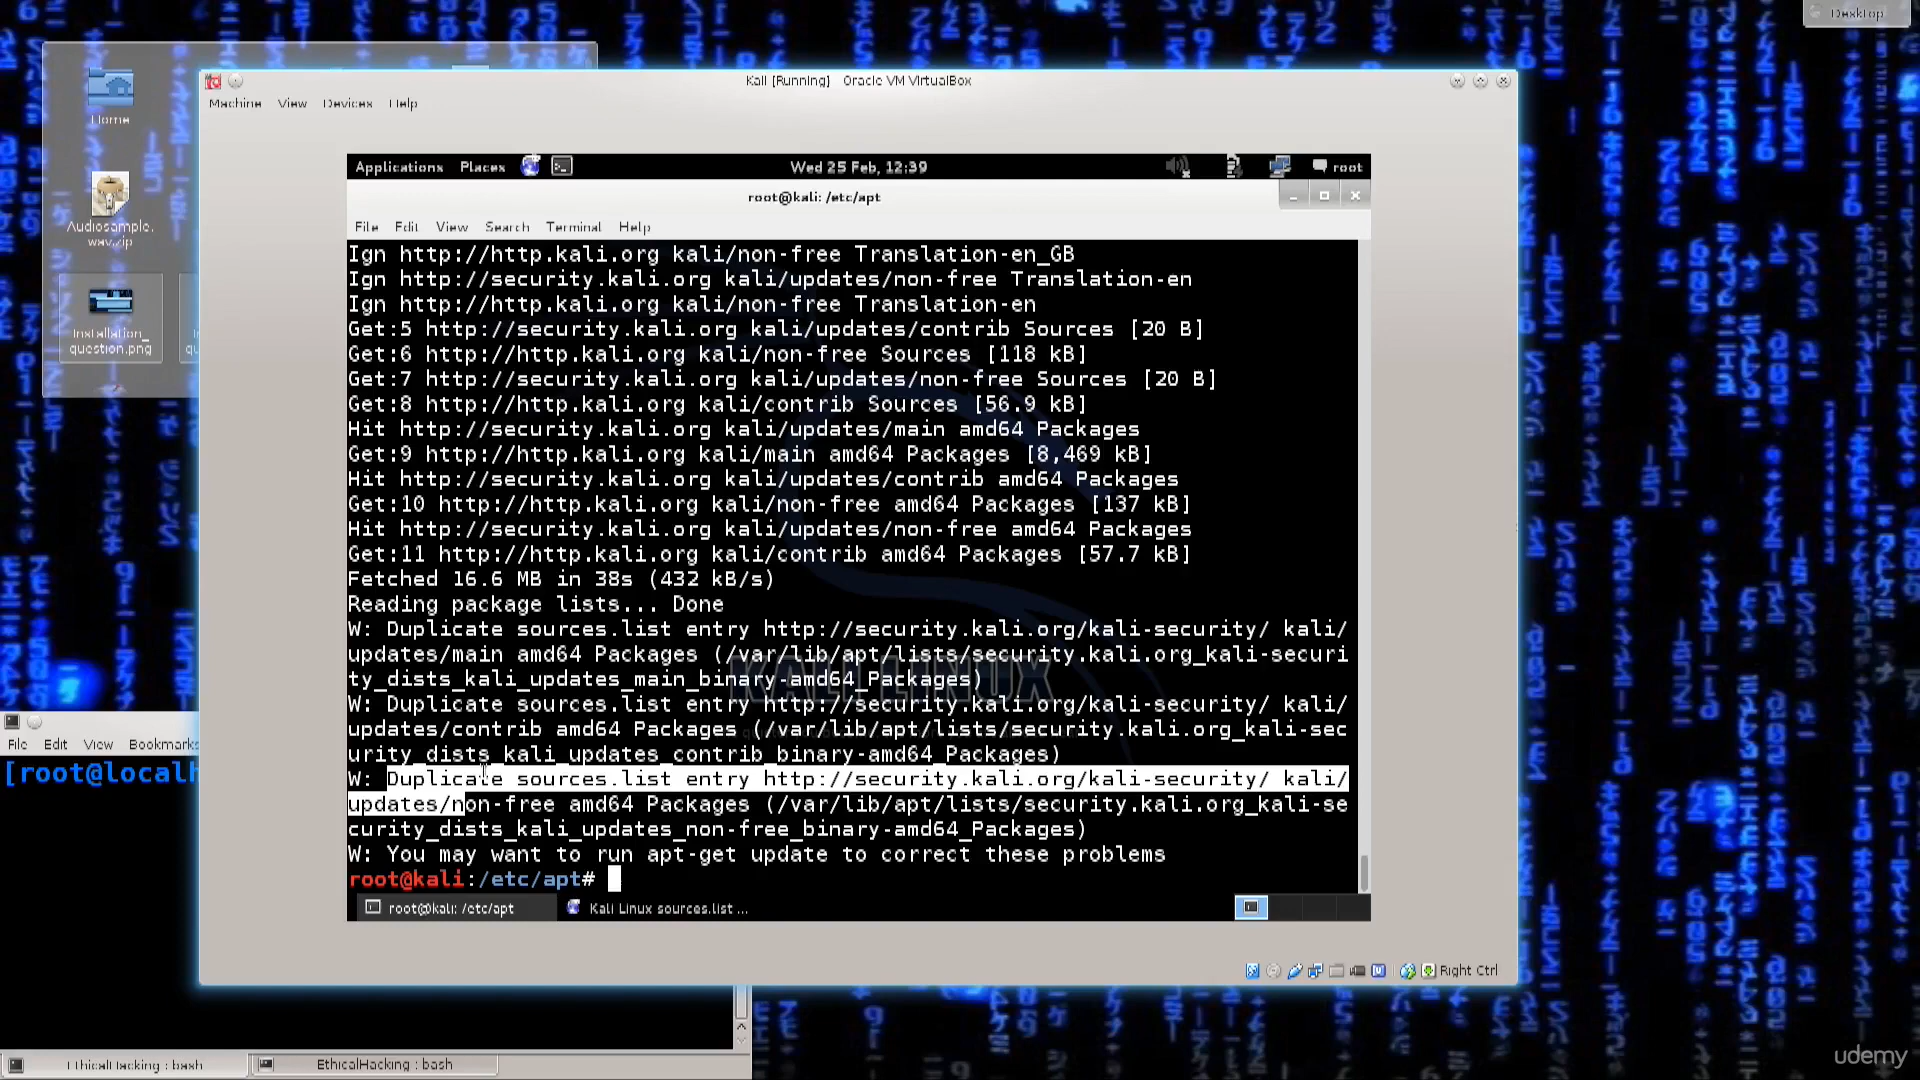 Desktop
Home
Audiosample.
wav.zip
Installation_
question.png
Kali [Running] Oracle VM VirtualBox
Machine View Devices Help
Applications Places Wed 25 Feb, 12:39 root
root@kali: /etc/apt
File Edit View Search Terminal Help
Ign http://http.kali.org kali/non-free Translation-en_GB
Ign http://security.kali.org kali/updates/non-free Translation-en
Ign http://http.kali.org kali/non-free Translation-en
Get:5 http://security.kali.org kali/updates/contrib Sources [20 B]
Get:6 http://http.kali.org kali/non-free Sources [118 kB]
Get:7 http://security.kali.org kali/updates/non-free Sources [20 B]
Get:8 http://http.kali.org kali/contrib Sources [56.9 kB]
Hit http://security.kali.org kali/updates/main amd64 Packages
Get:9 http://http.kali.org kali/main amd64 Packages [8,469 kB]
Hit http://security.kali.org kali/updates/contrib amd64 Packages
Get:10 http://http.kali.org kali/non-free amd64 Packages [137 kB]
Hit http://security.kali.org kali/updates/non-free amd64 Packages
Get:11 http://http.kali.org kali/contrib amd64 Packages [57.7 kB]
Fetched 16.6 MB in 38s (432 kB/s)
Reading package lists... Done
W: Duplicate sources.list entry http://security.kali.org/kali-security/ kali/
updates/main amd64 Packages (/var/lib/apt/lists/security.kali.org_kali-securi
ty_dists_kali_updates_main_binary-amd64_Packages)
W: Duplicate sources.list entry http://security.kali.org/kali-security/ kali/
updates/contrib amd64 Packages (/var/lib/apt/lists/security.kali.org_kali-sec
urity_dists_kali_updates_contrib_binary-amd64_Packages)
W: Duplicate sources.list entry http://security.kali.org/kali-security/ kali/
updates/non-free amd64 Packages (/var/lib/apt/lists/security.kali.org_kali-se
curity_dists_kali_updates_non-free_binary-amd64_Packages)
W: You may want to run apt-get update to correct these problems
root@kali:/etc/apt#
KALI LINUX
root@kali: /etc/apt Kali Linux sources.list ...
Right Ctrl
File Edit View Bookmarks
[root@localh
EthicalHacking : bash EthicalHacking : bash
udemy